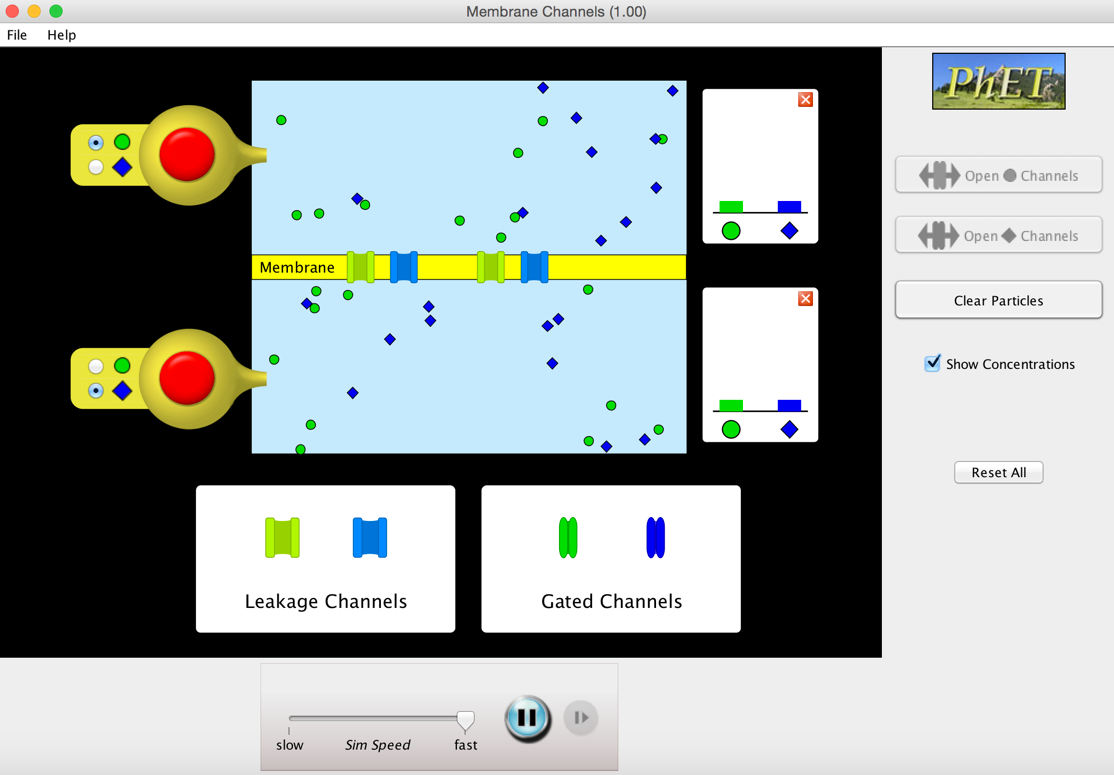 Membrane Channels (1.00)
File Help
PhET
Open Channels
Open Channels
Clear Particles
Show Concentrations
Reset All
Membrane
Leakage Channels
Gated Channels
slow Sim Speed fast